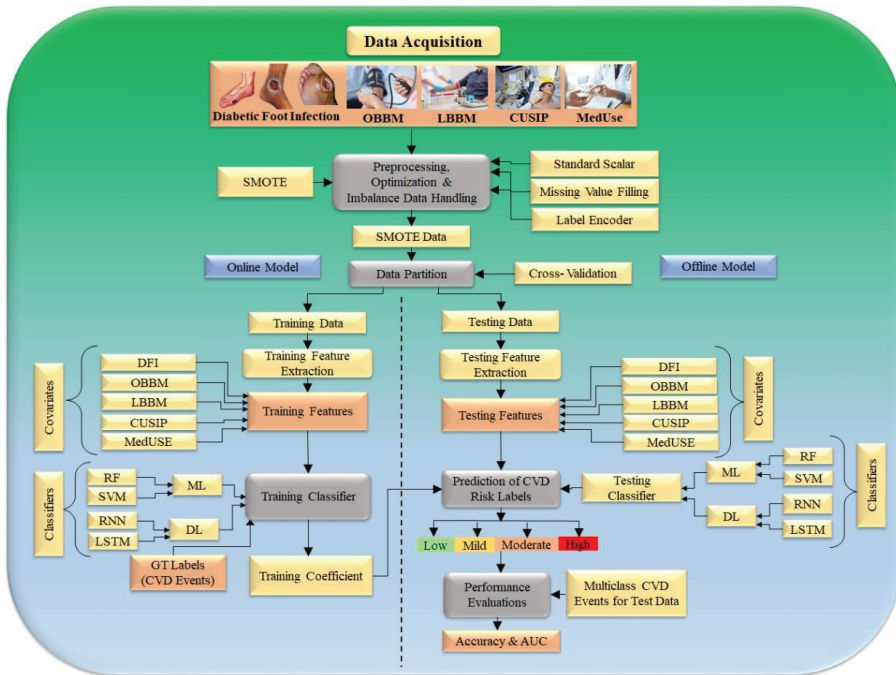 Data Acquisition
Diabetic Foot Infection
OBBM
LBBM
CUSIP
MedUse
SMOTE
Preprocessing,
Optimization &
Imbalance Data Handling
Standard Scalar
Missing Value Filling
Label Encoder
SMOTE Data
Online Model
Data Partition
Cross- Validation
Offline Model
Training Data
Training Feature
Extraction
Covariates
DFI
OBBM
LBBM
CUSIP
MedUSE
Training Features
Testing Data
Testing Feature
Extraction
Testing Features
DFI
OBBM
LBBM
CUSIP
MedUSE
Covariates
Classifiers
RF
SVM
ML
RNN
LSTM
DL
GT Labels
(CVD Events)
Training Classifier
Training Coefficient
Prediction of CVD
Risk Labels
Testing
Classifier
ML
DL
RF
SVM
RNN
LSTM
Classifiers
Low
Mild
Moderate
High
Performance
Evaluations
Multiclass CVD
Events for Test Data
Accuracy & AUC